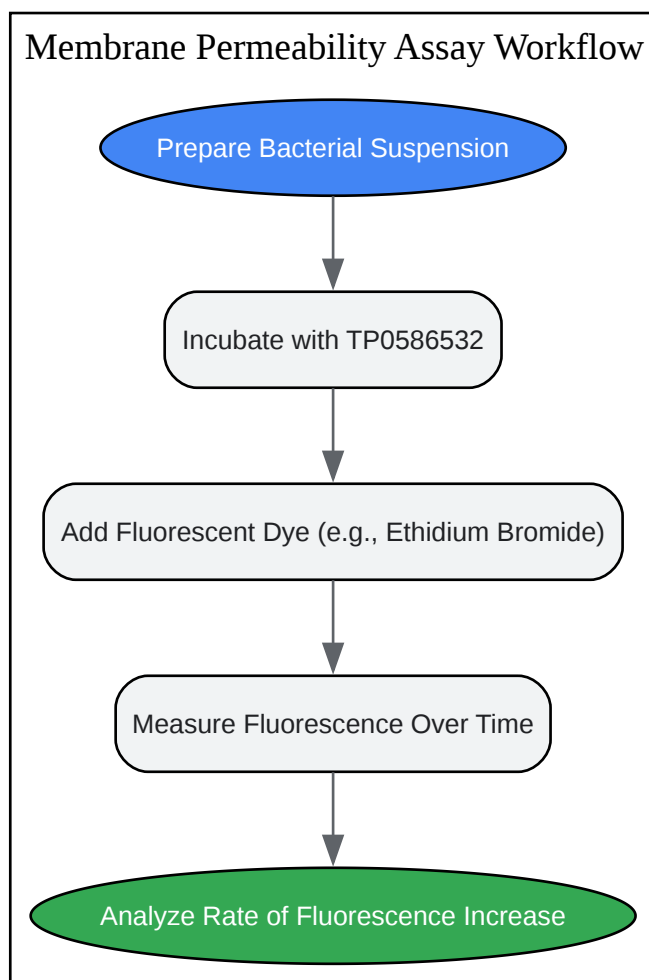 Membrane Permeability Assay Workflow
Prepare Bacterial Suspension
Incubate with TP0586532
Add Fluorescent Dye (e.g., Ethidium Bromide)
Measure Fluorescence Over Time
Analyze Rate of Fluorescence Increase